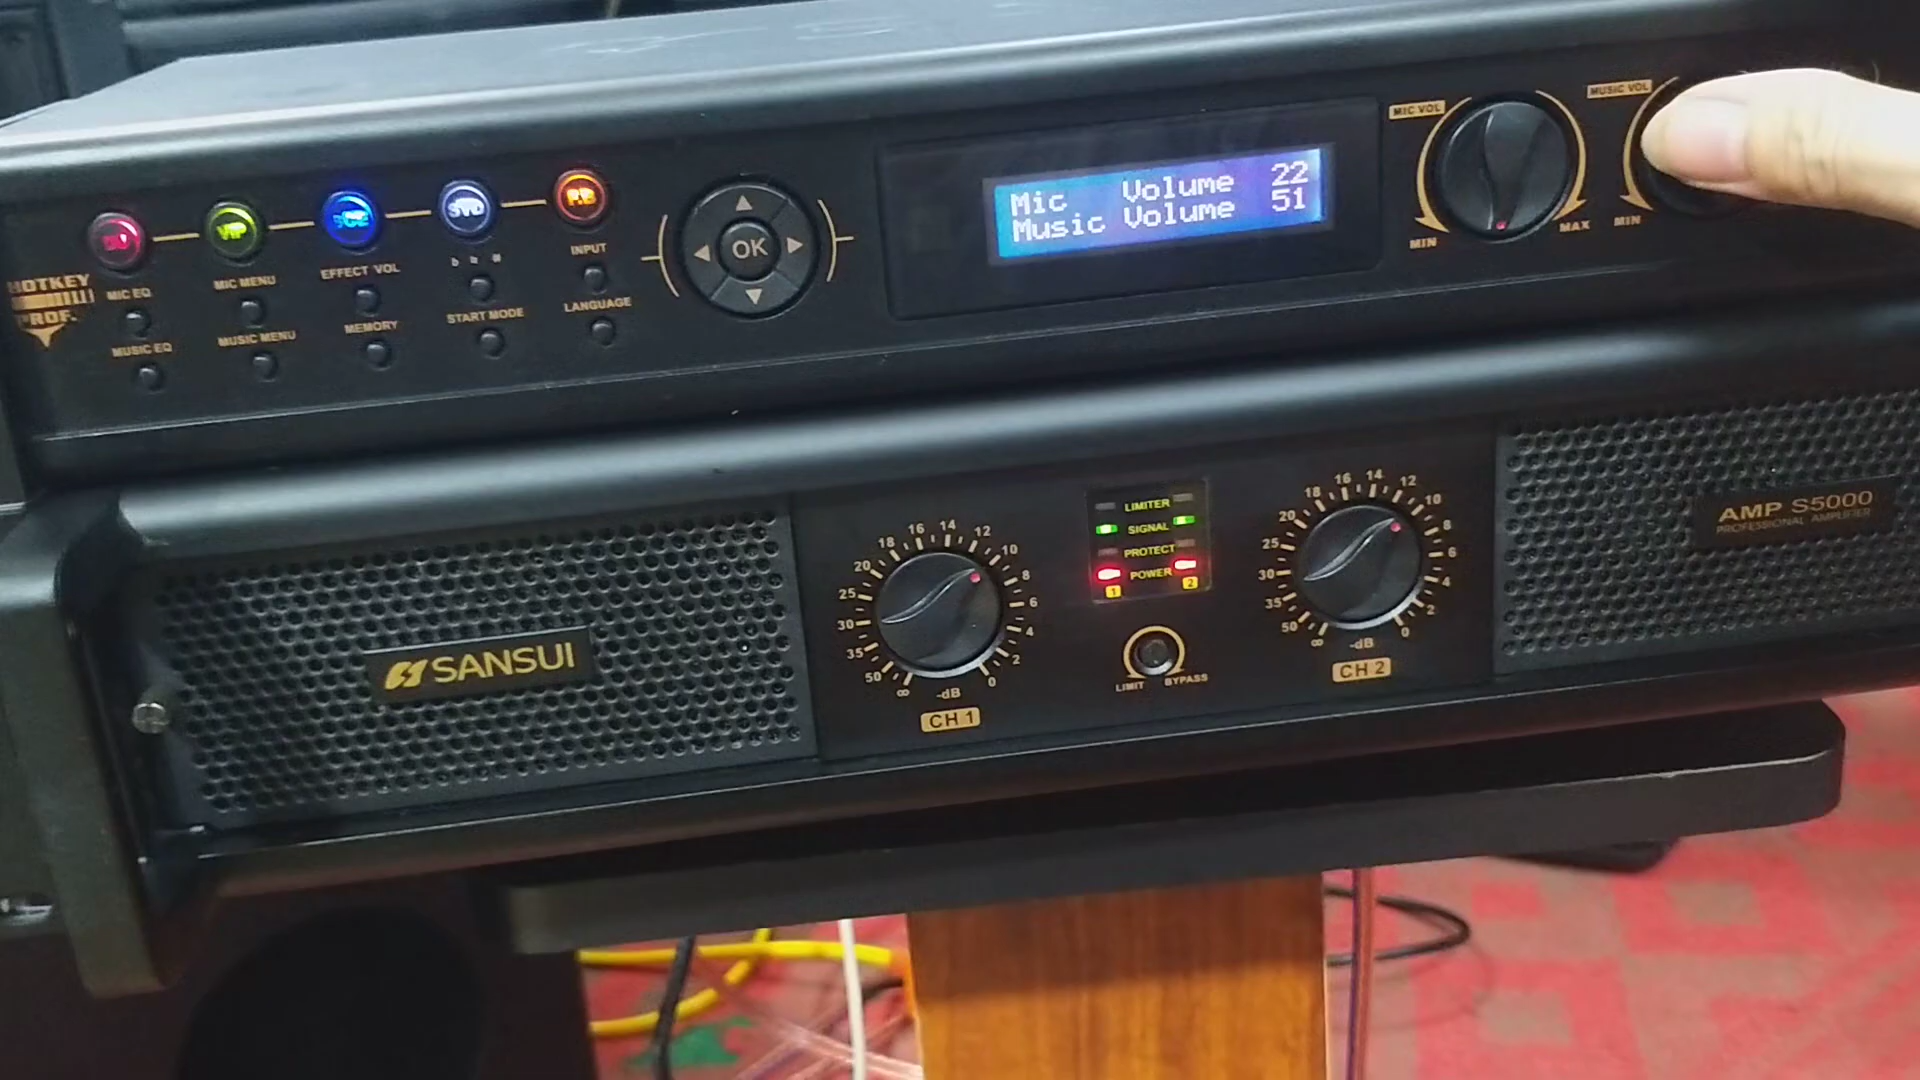 VIP
SVD
HOTKEY
PROF.
MIC EQ
MUSIC EQ
MIC MENU
MUSIC MENU
EFFECT VOL
MEMORY
START MODE
INPUT
LANGUAGE
OK
Mic Volume 22
Music Volume 51
MIC VOL
MIN
MAX
MUSIC VOL
MIN
SANSUI
50 35 30 25 20 18 16 14 12 10 8 6 4 2 0
∞ -dB
CH 1
LIMITER
SIGNAL
PROTECT
POWER
1 2
LIMIT BYPASS
50 35 30 25 20 18 16 14 12 10 8 6 4 2 0
∞ -dB
CH 2
AMP S5000
PROFESSIONAL AMPLIFIER